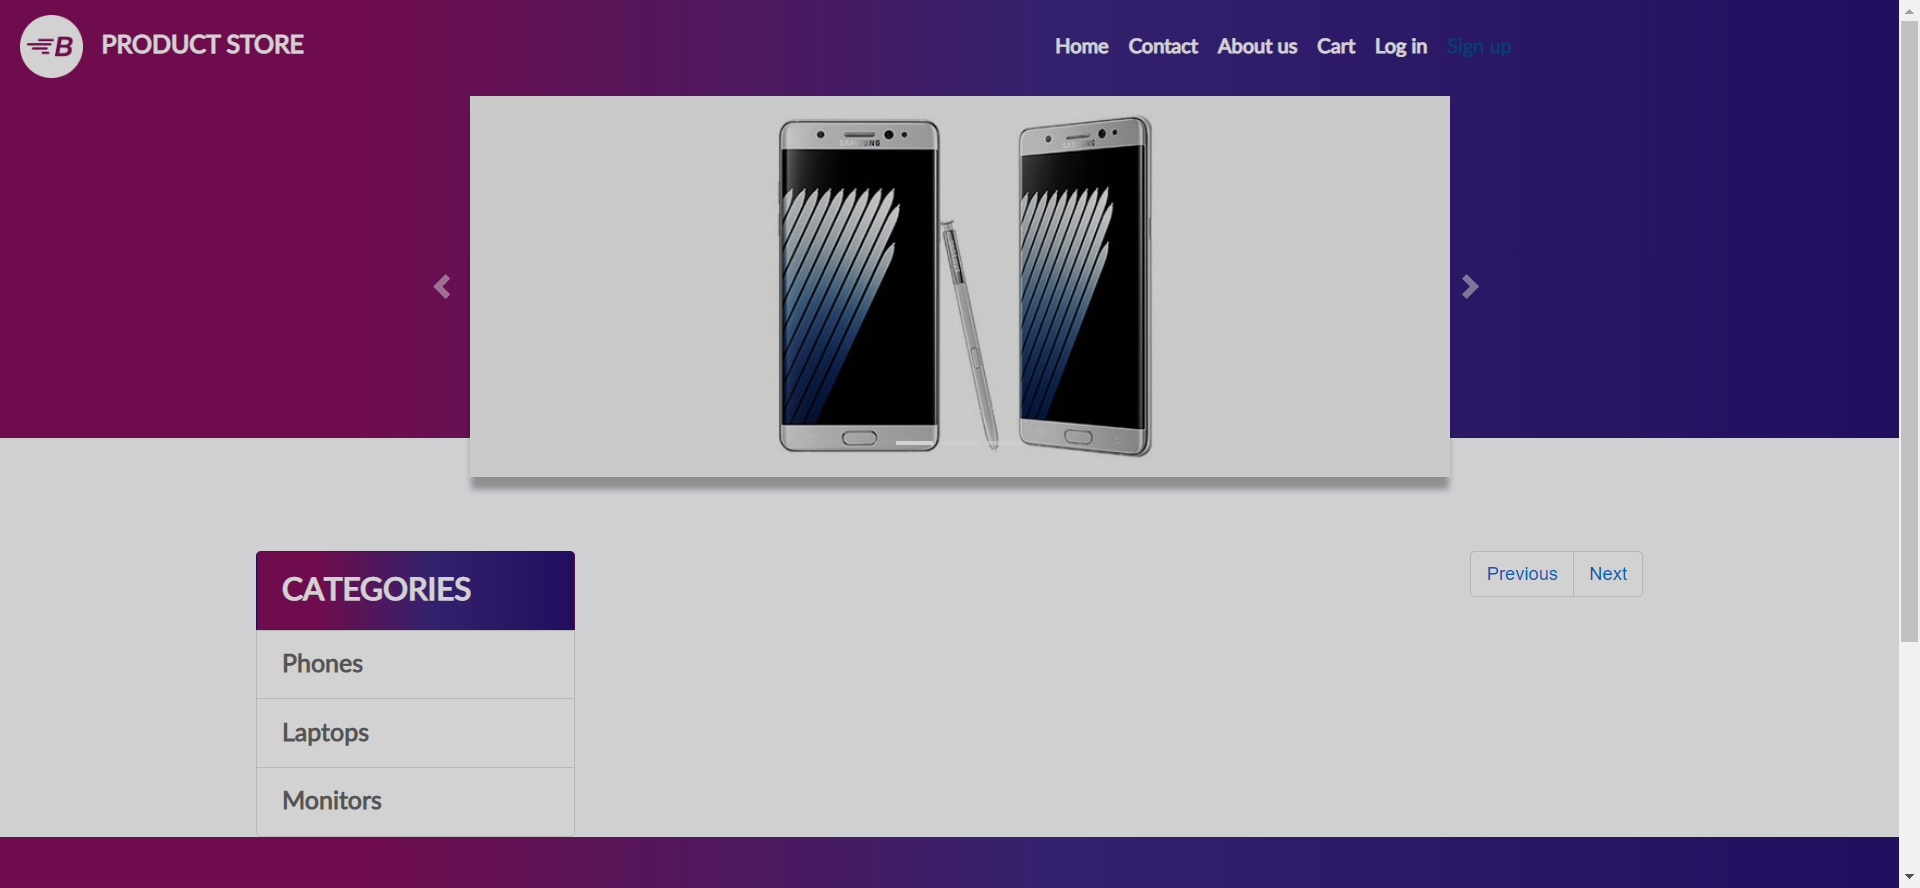 B PRODUCT STORE
Home Contact About us Cart Log in Sign up
CATEGORIES
Phones
Laptops
Monitors
Previous Next